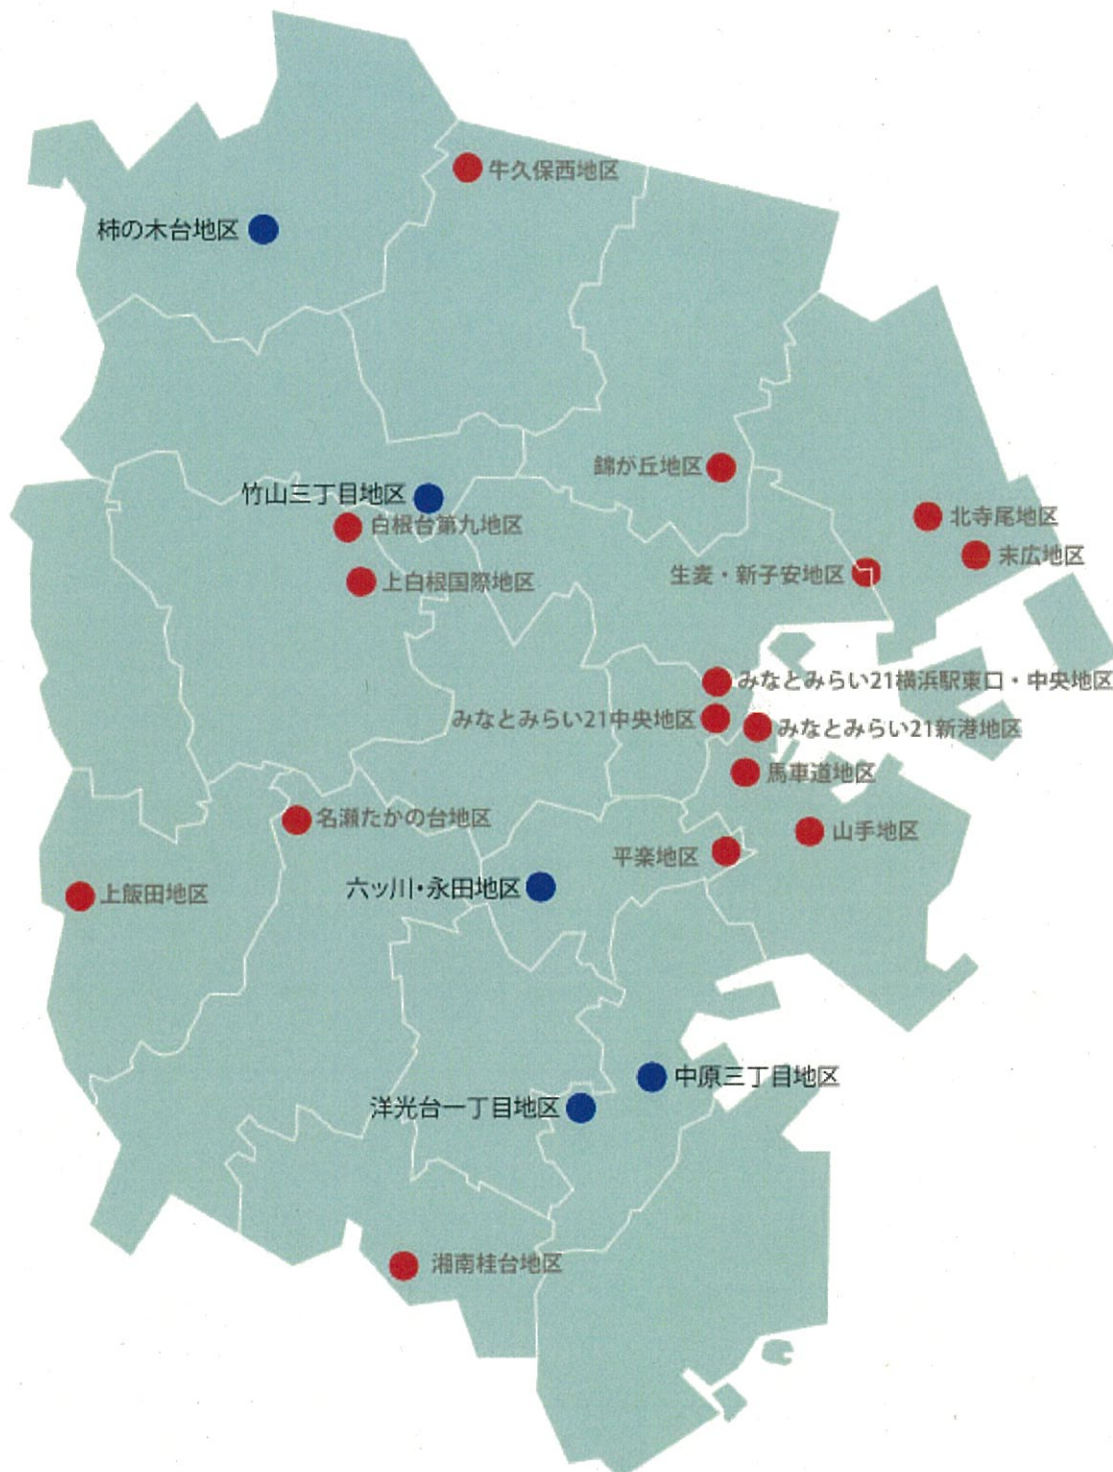 牛久保西地区
柿の木台地区
錦が丘地区
竹山三丁目地区
白根台第九地区
北寺尾地区
末広地区
生麦・新子安地区
上白根国際地区
みなとみらい21横浜駅東口・中央地区
みなとみらい21中央地区
みなとみらい21新港地区
馬車道地区
名瀬たかの台地区
山手地区
平楽地区
六ッ川・永田地区
上飯田地区
中原三丁目地区
洋光台一丁目地区
湘南桂台地区